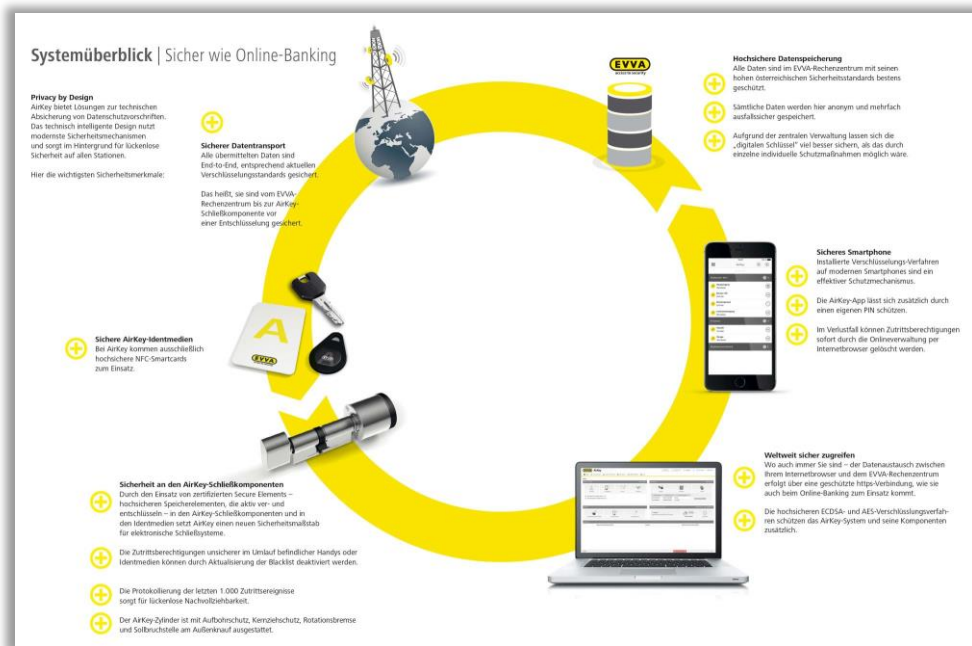 Systemüberblick | Sicher wie Online-Banking
Privacy by Design
AirKey bietet Lösungen zur technischen
Absicherung von Datenschutzvorschriften.
Das technisch intelligente Design nutzt
modernste Sicherheitsmechanismen
und sorgt im Hintergrund für lückenlose
Sicherheit auf allen Stationen.
Hier die wichtigsten Sicherheitsmerkmale:
Sicherer Datentransport
Alle übermittelten Daten sind
End-to-End, entsprechend aktuellen
Verschlüsselungsstandards gesichert.
Das heißt, sie sind vom EVVA-
Rechenzentrum bis zur AirKey-
Schließkomponente vor
einer Entschlüsselung gesichert.
EVVA
access to security
Hochsichere Datenspeicherung
Alle Daten sind im EVVA-Rechenzentrum mit seinen
hohen österreichischen Sicherheitsstandards bestens
geschützt.
Sämtliche Daten werden hier anonym und mehrfach
ausfallsicher gespeichert.
Aufgrund der zentralen Verwaltung lassen sich die
„digitalen Schlüssel" viel besser sichern, als das durch
einzelne individuelle Schutzmaßnahmen möglich wäre.
Sicheres Smartphone
Installierte Verschlüsselungs-Verfahren
auf modernen Smartphones sind ein
effektiver Schutzmechanismus.
Die AirKey-App lässt sich zusätzlich durch
einen eigenen PIN schützen.
Im Verlustfall können Zutrittsberechtigungen
sofort durch die Onlineverwaltung per
Internetbrowser gelöscht werden.
Sichere AirKey-Identmedien
Bei AirKey kommen ausschließlich
hochsichere NFC-Smartcards
zum Einsatz.
A
EVVA
Weltweit sicher zugreifen
Wo auch immer Sie sind – der Datenaustausch zwischen
Ihrem Internetbrowser und dem EVVA-Rechenzentrum
erfolgt über eine geschützte https-Verbindung, wie sie
auch beim Online-Banking zum Einsatz kommt.
Die hochsicheren ECDSA- und AES-Verschlüsslungsverfah-
ren schützen das AirKey-System und seine Komponenten
zusätzlich.
Sicherheit an den AirKey-Schließkomponenten
Durch den Einsatz von zertifizierten Secure Elements –
hochsicheren Speicherelementen, die aktiv ver- und
entschlüsseln – in den AirKey-Schließkomponenten und in
den Identmedien setzt AirKey einen neuen Sicherheitsmaßstab
für elektronische Schließsysteme.
Die Zutrittsberechtigungen unsicherer im Umlauf befindlicher Handys oder
Identmedien können durch Aktualisierung der Blacklist deaktiviert werden.
Die Protokollierung der letzten 1.000 Zutrittsereignisse
sorgt für lückenlose Nachvollziehbarkeit.
Der AirKey-Zylinder ist mit Aufbohrschutz, Kernziehschutz, Rotationsbremse
und Sollbruchstelle am Außenknauf ausgestattet.